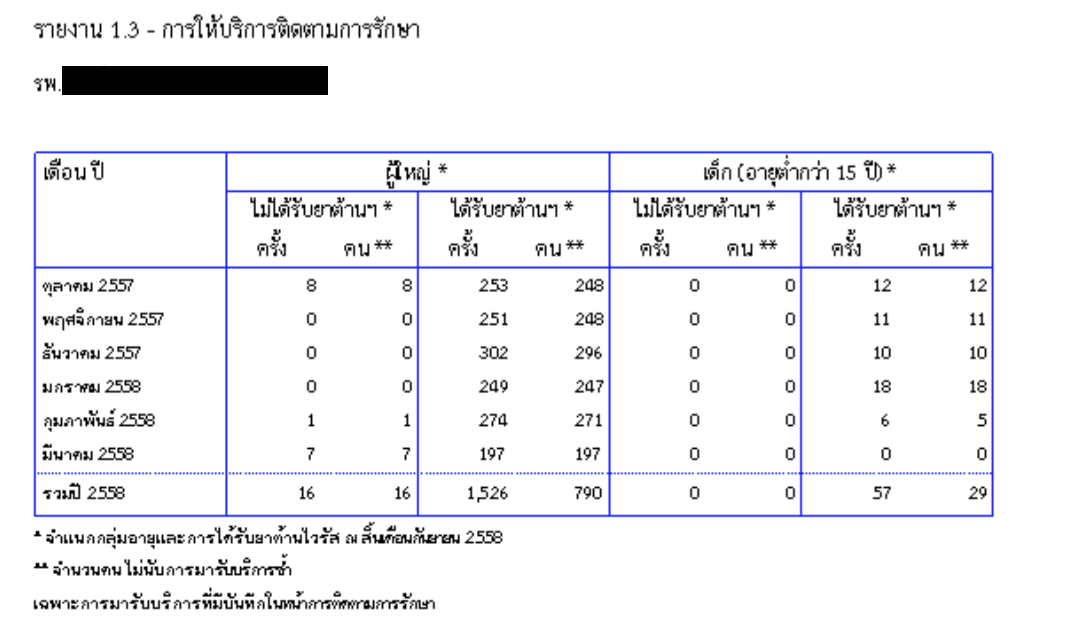 รายงาน 1.3 - การให้บริการติดตามการรักษา
รพ.
เดือน ปี ผู้ใหญ่ * เด็ก (อายุต่ำกว่า 15 ปี) *
ไม่ได้รับยาต้านฯ * ได้รับยาต้านฯ * ไม่ได้รับยาต้านฯ * ได้รับยาต้านฯ *
ครั้ง คน ** ครั้ง คน ** ครั้ง คน ** ครั้ง คน **
ตุลาคม 2557 8 8 253 248 0 0 12 12
พฤศจิกายน 2557 0 0 251 248 0 0 11 11
ธันวาคม 2557 0 0 302 296 0 0 10 10
มกราคม 2558 0 0 249 247 0 0 18 18
กุมภาพันธ์ 2558 1 1 274 271 0 0 6 5
มีนาคม 2558 7 7 197 197 0 0 0 0
รวมปี 2558 16 16 1,526 790 0 0 57 29
* จำแนกกลุ่มอายุและการได้รับยาต้านไวรัส ณ สิ้นเดือนกันยายน 2558
** จำนวนคน ไม่นับการมารับบริการซ้ำ
เฉพาะการมารับบริการที่มีบันทึกในหน้าการติดตามการรักษา